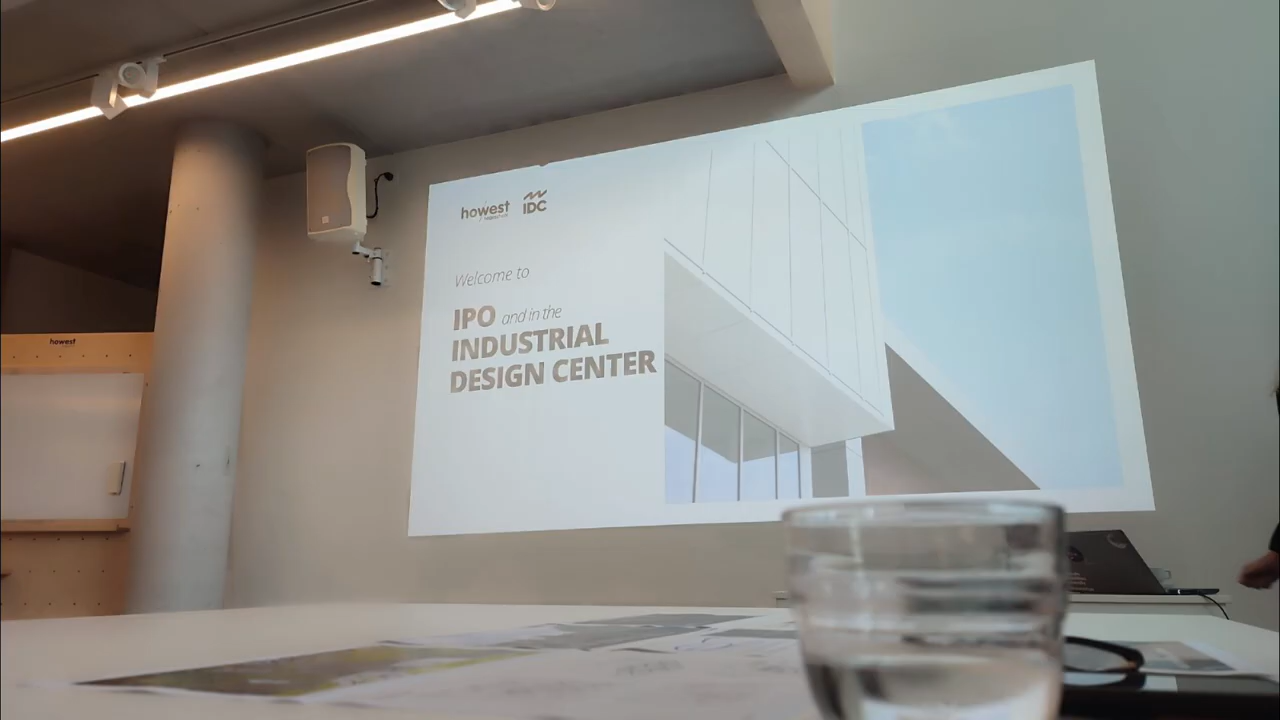 howest
IDC
Welcome to
IPO and in the
INDUSTRIAL
DESIGN CENTER
howest